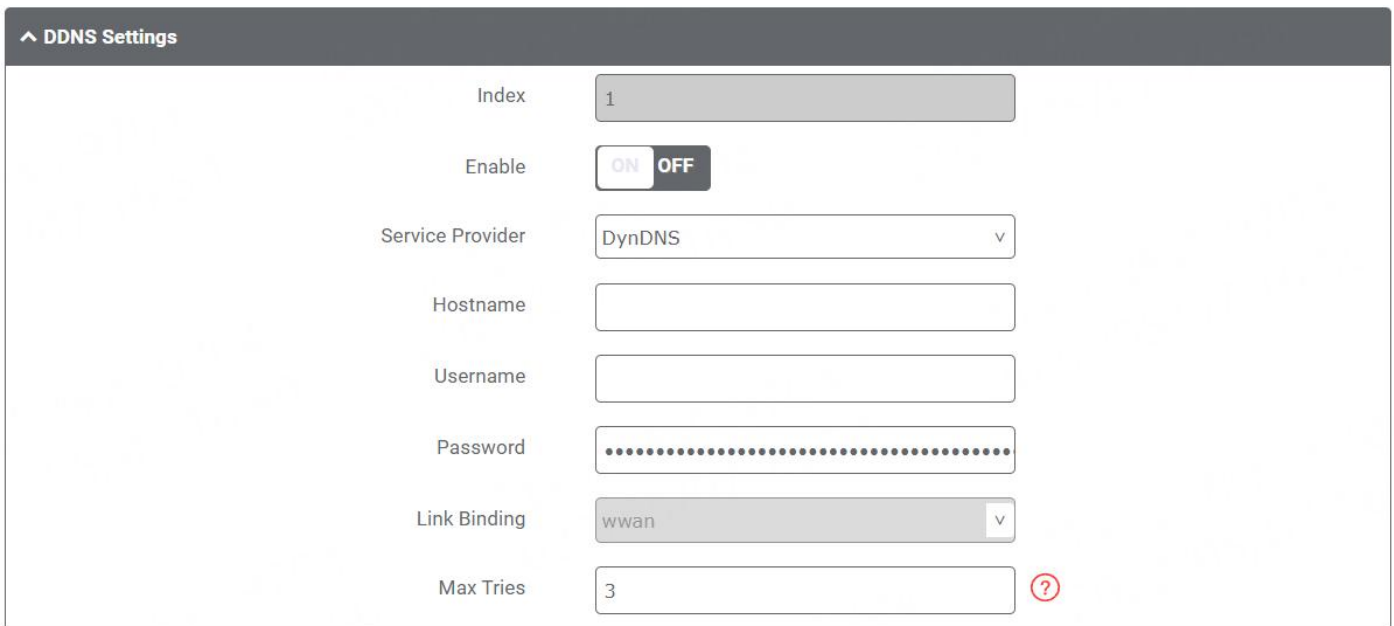 DDNS Settings
Index 1
Enable ON OFF
Service Provider DynDNS
Hostname
Username
Password ••••••••••••••••••••••••••••••••••••••••
Link Binding wwan
Max Tries 3 ?